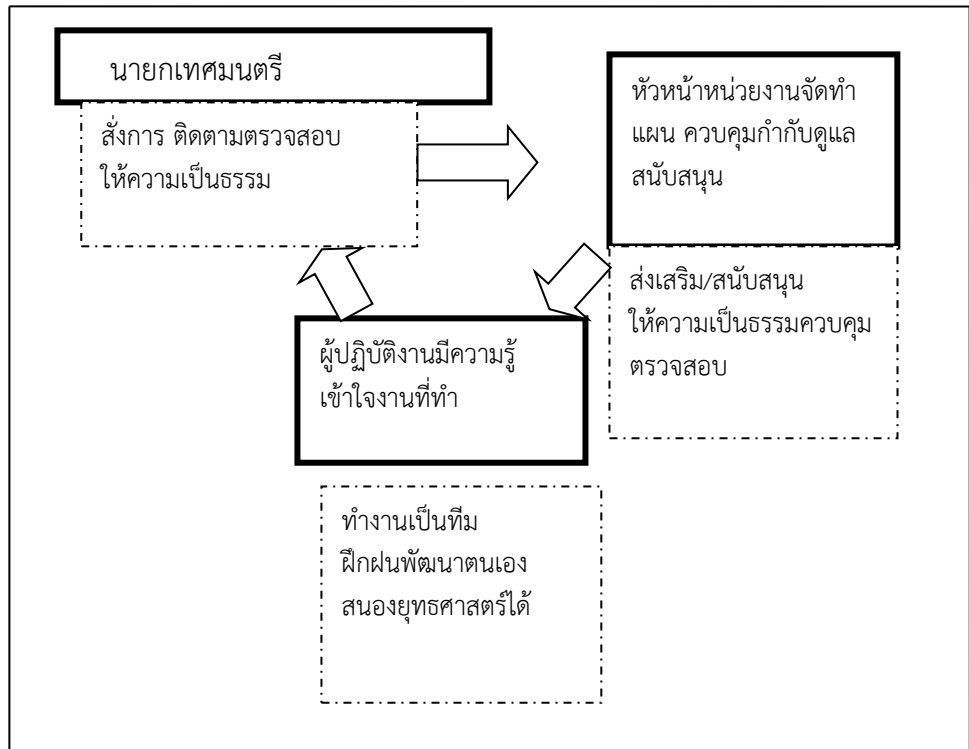 นายกเทศมนตรี
สั่งการ ติดตามตรวจสอบ
ให้ความเป็นธรรม
หัวหน้าหน่วยงานจัดทำ
แผน ควบคุมกำกับดูแล
สนับสนุน
ส่งเสริม/สนับสนุน
ให้ความเป็นธรรมควบคุม
ตรวจสอบ
ผู้ปฏิบัติงานมีความรู้
เข้าใจงานที่ทำ
ทำงานเป็นทีม
ฝึกฝนพัฒนาตนเอง
สนองยุทธศาสตร์ได้